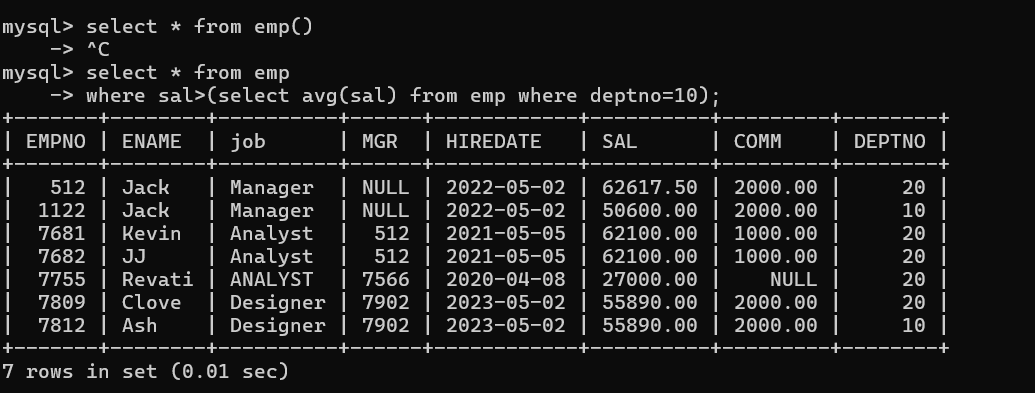 mysql> select * from emp()
    -> ^C
mysql> select * from emp
    -> where sal>(select avg(sal) from emp where deptno=10);
+-------+--------+----------+------+------------+----------+---------+--------+
| EMPNO | ENAME  | job      | MGR  | HIREDATE   | SAL      | COMM    | DEPTNO |
+-------+--------+----------+------+------------+----------+---------+--------+
|   512 | Jack   | Manager  | NULL | 2022-05-02 | 62617.50 | 2000.00 |     20 |
|  1122 | Jack   | Manager  | NULL | 2022-05-02 | 50600.00 | 2000.00 |     10 |
|  7681 | Kevin  | Analyst  |  512 | 2021-05-05 | 62100.00 | 1000.00 |     20 |
|  7682 | JJ     | Analyst  |  512 | 2021-05-05 | 62100.00 | 1000.00 |     20 |
|  7755 | Revati | ANALYST  | 7566 | 2020-04-08 | 27000.00 |    NULL |     20 |
|  7809 | Clove  | Designer | 7902 | 2023-05-02 | 55890.00 | 2000.00 |     20 |
|  7812 | Ash    | Designer | 7902 | 2023-05-02 | 55890.00 | 2000.00 |     10 |
+-------+--------+----------+------+------------+----------+---------+--------+
7 rows in set (0.01 sec)